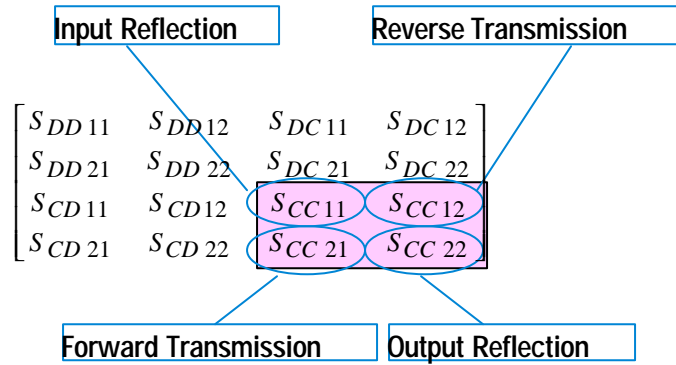 Input Reflection Reverse Transmission
S DD 11 S DD 12 S DC 11 S DC 12
S DD 21 S DD 22 S DC 21 S DC 22
S CD 11 S CD 12 S CC 11 S CC 12
S CD 21 S CD 22 S CC 21 S CC 22
Forward Transmission Output Reflection